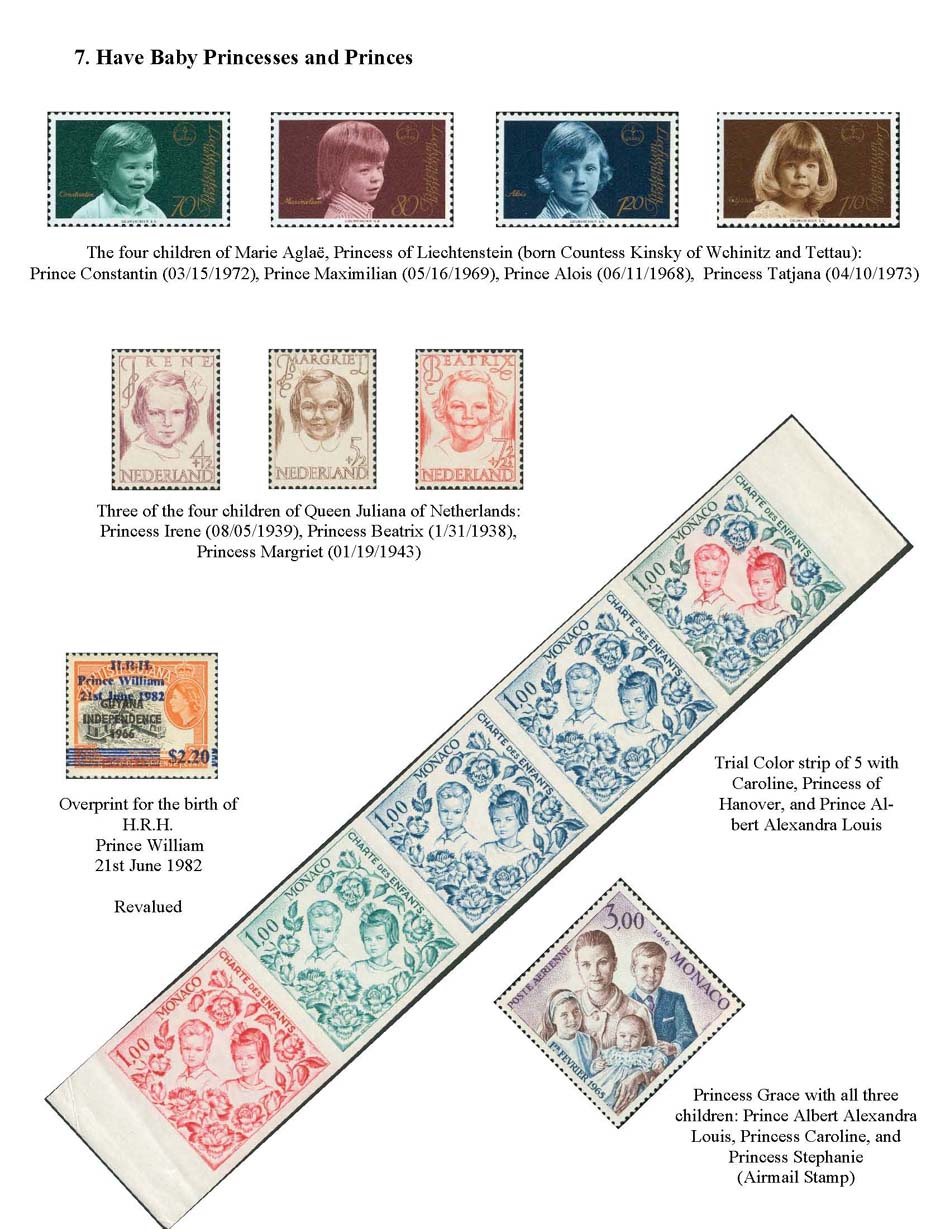 7. Have Baby Princesses and Princes
Constantin
70
Liechtenstein
Maximilian
80
Liechtenstein
Alois
120
Liechtenstein
110
Liechtenstein
The four children of Marie Aglaë, Princess of Liechtenstein (born Countess Kinsky of Wchinitz and Tettau):
Prince Constantin (03/15/1972), Prince Maximilian (05/16/1969), Prince Alois (06/11/1968), Princess Tatjana (04/10/1973)
IRENE
4
+1½
NEDERLAND
MARGRIET
NEDERLAND
BEATRIX
NEDERLAND
Three of the four children of Queen Juliana of Netherlands:
Princess Irene (08/05/1939), Princess Beatrix (1/31/1938),
Princess Margriet (01/19/1943)
1,00
MONACO
CHARTE DES ENFANTS
1,00
MONACO
CHARTE DES ENFANTS
1,00
MONACO
CHARTE DES ENFANTS
1,00
MONACO
CHARTE DES ENFANTS
1,00
MONACO
CHARTE DES ENFANTS
H.R.H.
Prince William
21st June 1982
GUYANA
INDEPENDENCE
1966
$2.20
Overprint for the birth of
H.R.H.
Prince William
21st June 1982
Revalued
Trial Color strip of 5 with
Caroline, Princess of
Hanover, and Prince Al-
bert Alexandra Louis
3,00
1966
POSTE AERIENNE
MONACO
1er FEVRIER 1965
Princess Grace with all three
children: Prince Albert Alexandra
Louis, Princess Caroline, and
Princess Stephanie
(Airmail Stamp)